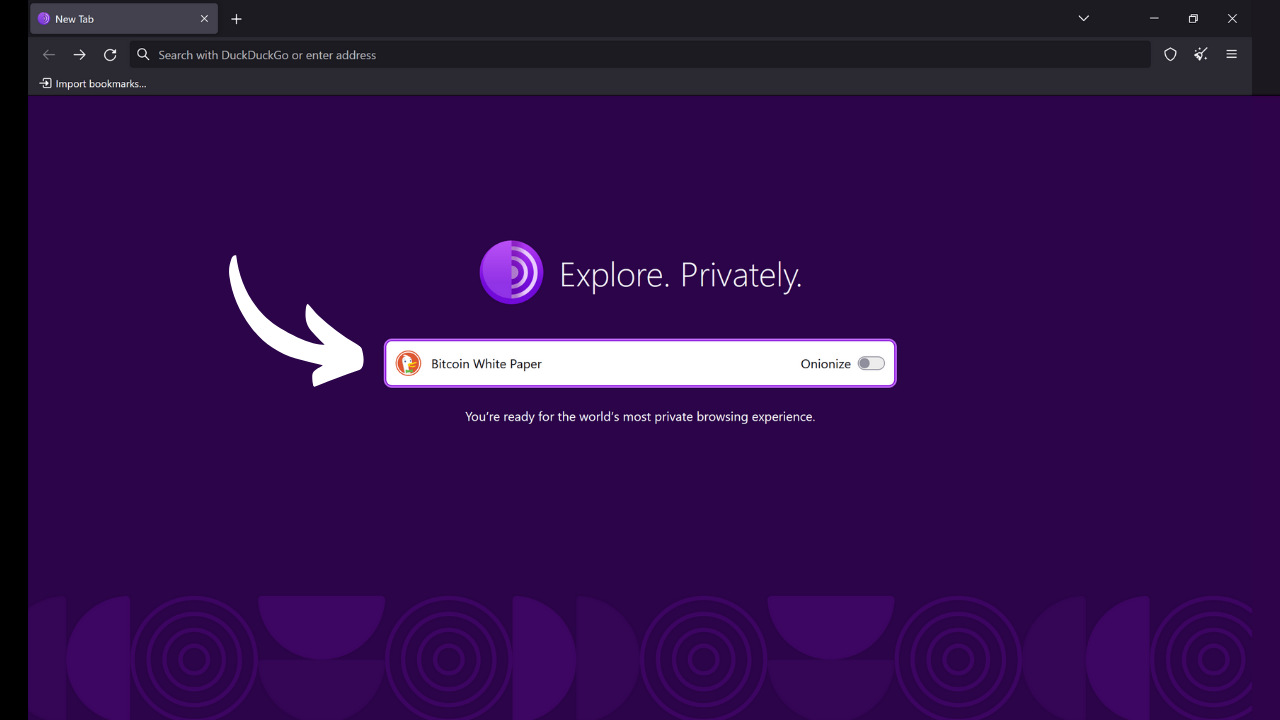 New Tab
Search with DuckDuckGo or enter address
Import bookmarks...
Explore. Privately.
Bitcoin White Paper Onionize
You're ready for the world's most private browsing experience.